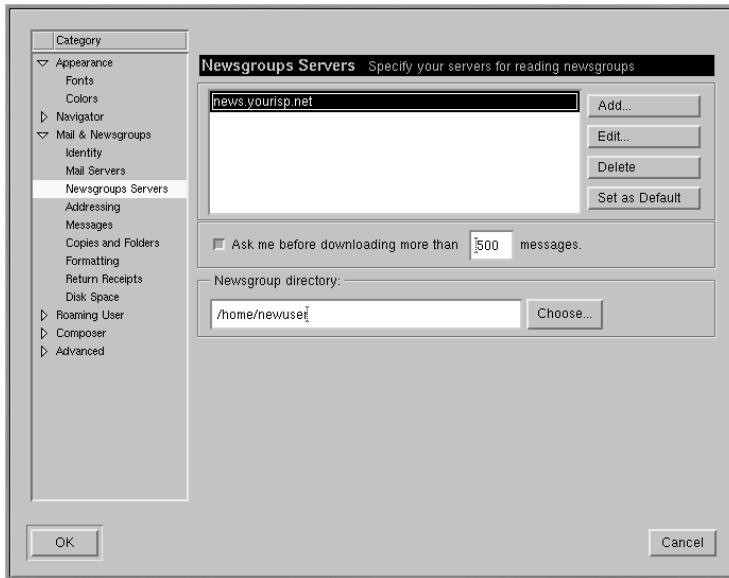 Category
Appearance
Fonts
Colors
Navigator
Mail & Newsgroups
Identity
Mail Servers
Newsgroups Servers
Addressing
Messages
Copies and Folders
Formatting
Return Receipts
Disk Space
Roaming User
Composer
Advanced
Newsgroups Servers Specify your servers for reading newsgroups
news.yourisp.net
Add...
Edit...
Delete
Set as Default
Ask me before downloading more than 500 messages.
Newsgroup directory:
/home/newuser
Choose...
OK
Cancel